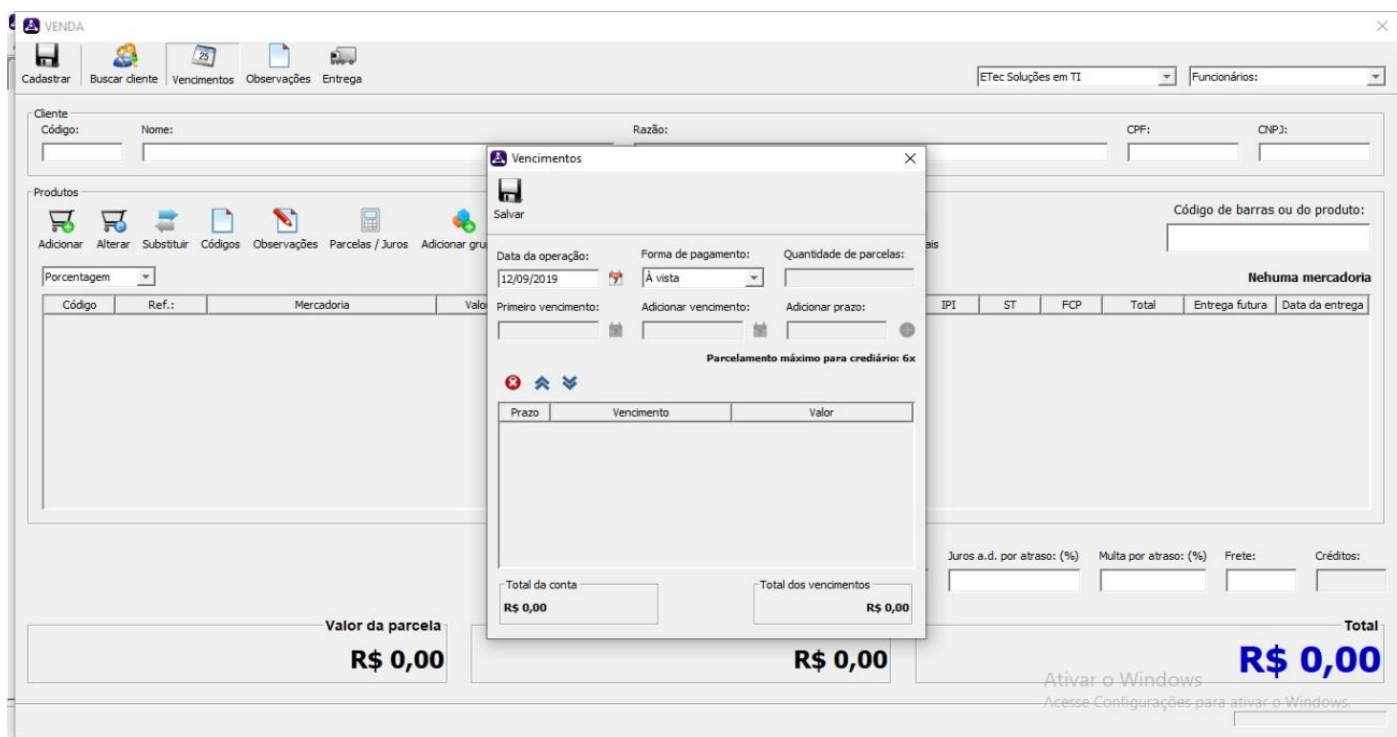 VENDA
Cadastrar Buscar cliente Vencimentos Observações Entrega
ETec Soluções em TI Funcionários:
Cliente
Código: Nome: Razão: CPF: CNPJ:
Produtos
Adicionar Alterar Substituir Códigos Observações Parcelas / Juros Adicionar gru
ais
Código de barras ou do produto:
Porcentagem
Nehuma mercadoria
Código Ref.: Mercadoria Valo
IPI ST FCP Total Entrega futura Data da entrega
Vencimentos
Salvar
Data da operação: Forma de pagamento: Quantidade de parcelas:
12/09/2019 À vista
Primeiro vencimento: Adicionar vencimento: Adicionar prazo:
Parcelamento máximo para crediário: 6x
Prazo Vencimento Valor
Total da conta Total dos vencimentos
R$ 0,00 R$ 0,00
Juros a.d. por atraso: (%) Multa por atraso: (%) Frete: Créditos:
Valor da parcela Total
R$ 0,00 R$ 0,00 R$ 0,00
Ativar o Windows
Acesse Configurações para ativar o Windows.